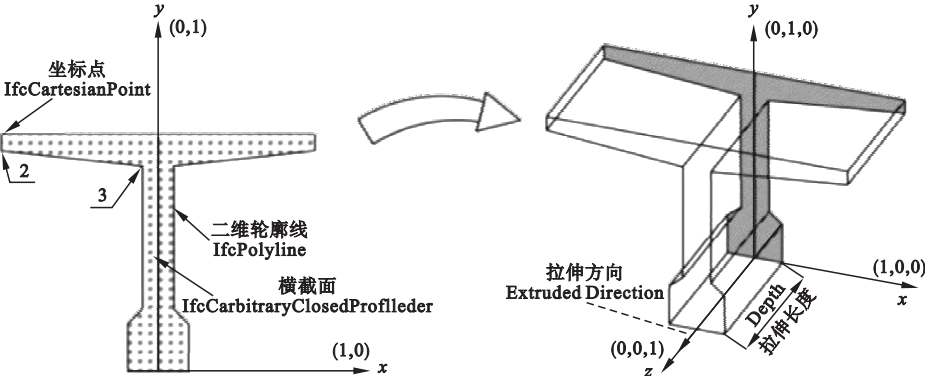 y
(0,1)
坐标点
IfcCartesianPoint
2
3
二维轮廓线
IfcPolyline
横截面
IfcCarbitraryClosedProflleder
(1,0)
x
y
(0,1,0)
拉伸方向
Extruded Direction
(1,0,0)
x
Depth
拉伸长度
(0,0,1)
z